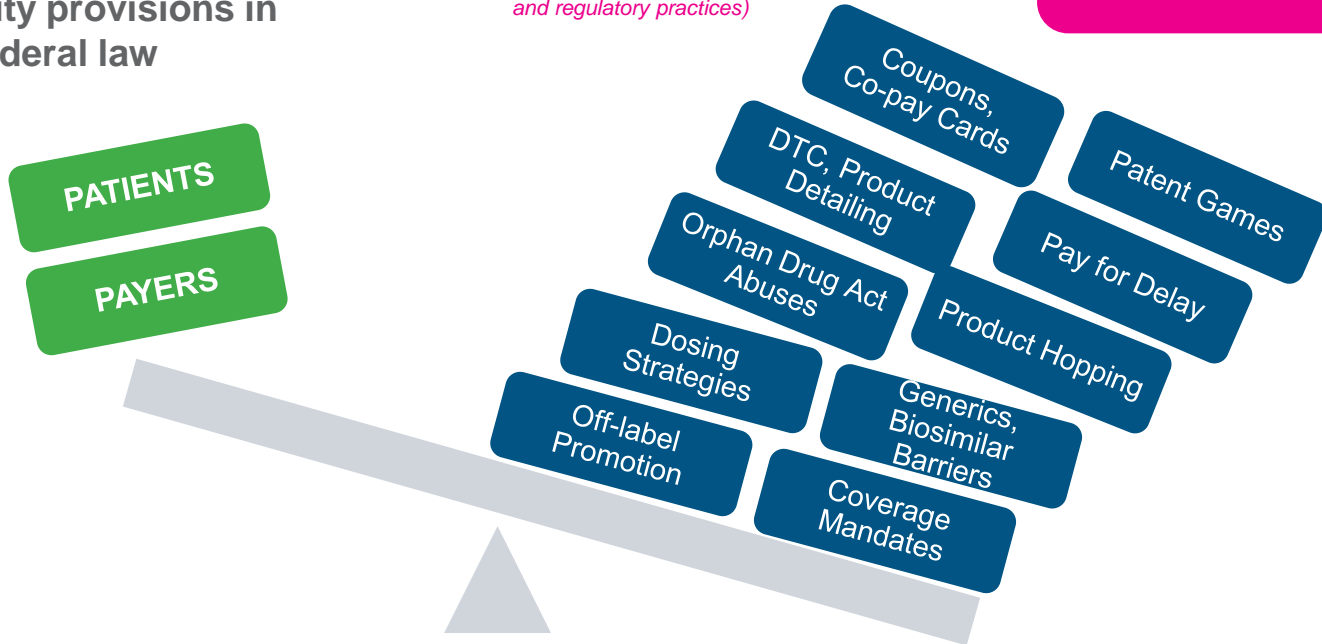 ity provisions in
deral law
and regulatory practices)
PATIENTS
PAYERS
Coupons,
Co-pay Cards
Patent Games
DTC, Product
Detailing
Pay for Delay
Orphan Drug Act
Abuses
Product Hopping
Dosing
Strategies
Generics,
Biosimilar
Barriers
Off-label
Promotion
Coverage
Mandates